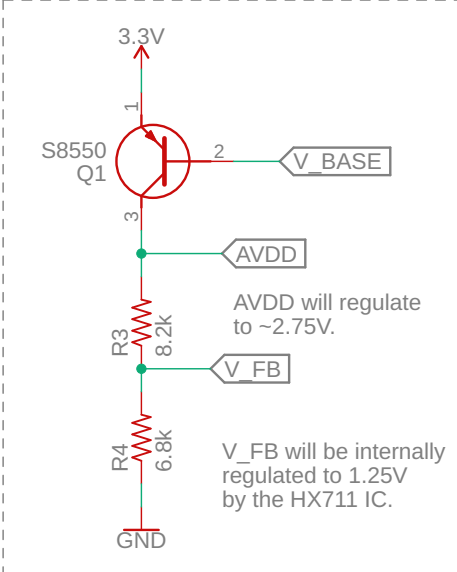 3.3V
1
S8550
Q1
2
V_BASE
3
AVDD
AVDD will regulate
to ~2.75V.
R3
8.2k
V_FB
R4
6.8k
V_FB will be internally
regulated to 1.25V
by the HX711 IC.
GND